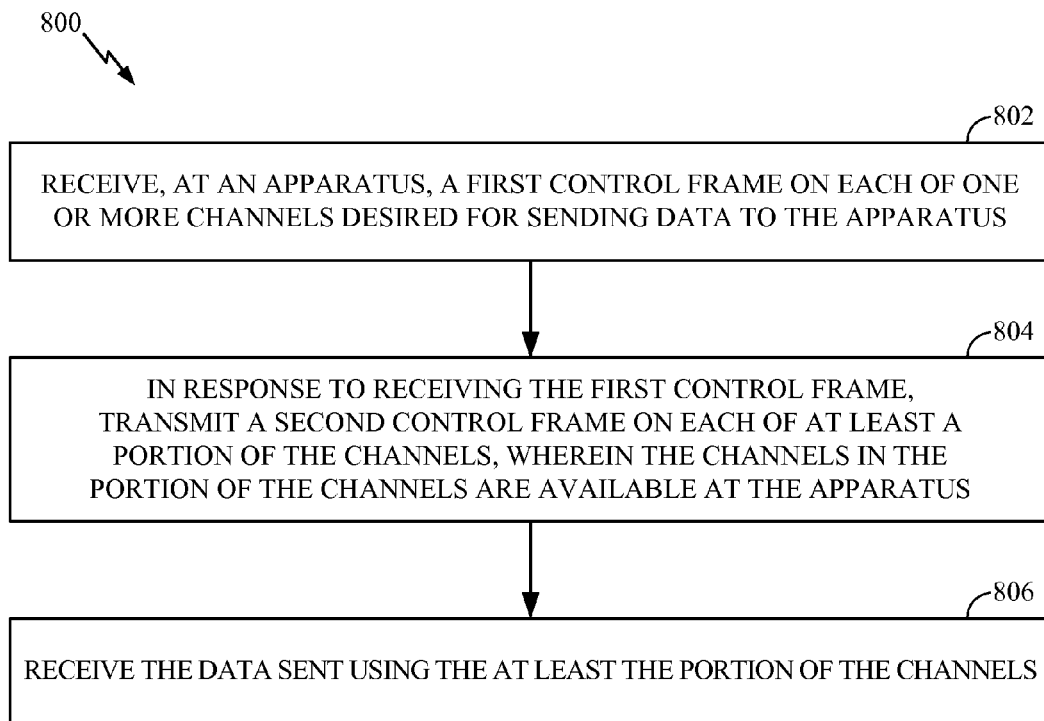 800
802
RECEIVE, AT AN APPARATUS, A FIRST CONTROL FRAME ON EACH OF ONE
OR MORE CHANNELS DESIRED FOR SENDING DATA TO THE APPARATUS
804
IN RESPONSE TO RECEIVING THE FIRST CONTROL FRAME,
TRANSMIT A SECOND CONTROL FRAME ON EACH OF AT LEAST A
PORTION OF THE CHANNELS, WHEREIN THE CHANNELS IN THE
PORTION OF THE CHANNELS ARE AVAILABLE AT THE APPARATUS
806
RECEIVE THE DATA SENT USING THE AT LEAST THE PORTION OF THE CHANNELS